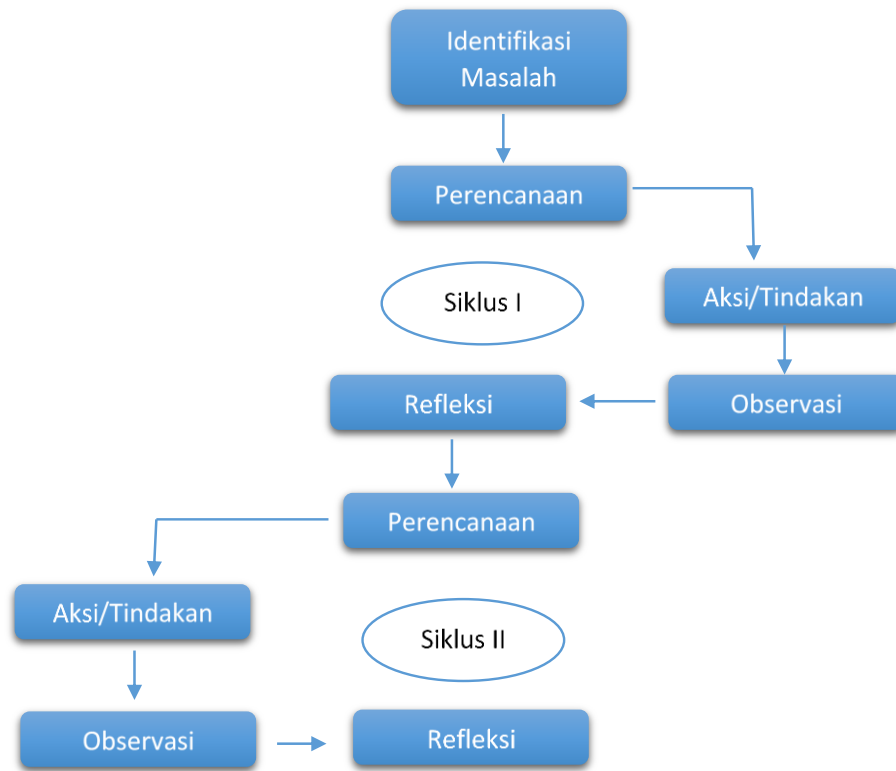 Identifikasi
Masalah
Perencanaan
Siklus I
Aksi/Tindakan
Refleksi
Observasi
Perencanaan
Aksi/Tindakan
Siklus II
Observasi
Refleksi